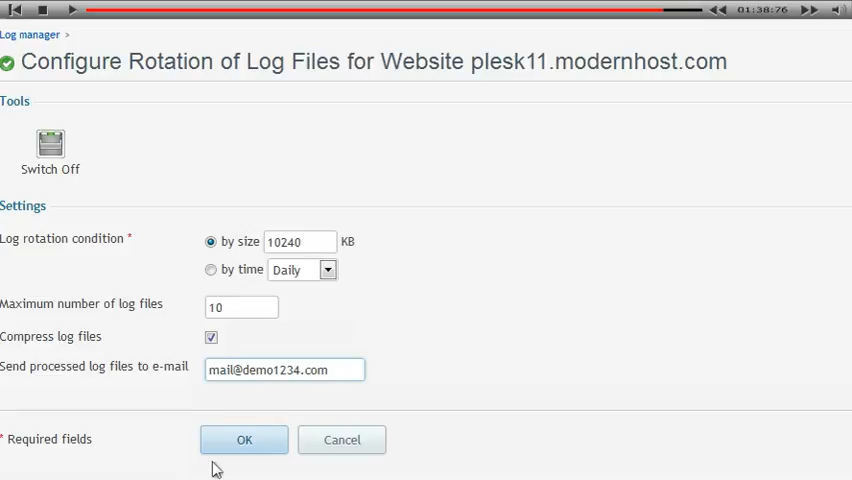 01:38:76
Log manager >
Configure Rotation of Log Files for Website plesk11.modernhost.com
Tools
Switch Off
Settings
Log rotation condition * by size 10240 KB
by time Daily
Maximum number of log files 10
Compress log files
Send processed log files to e-mail mail@demo1234.com
* Required fields OK Cancel